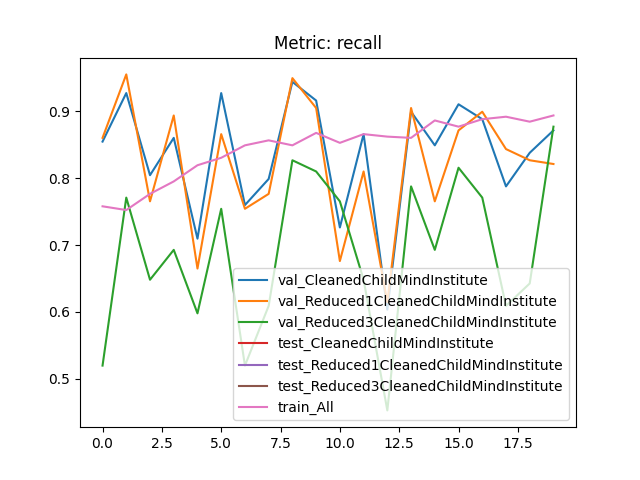 Metric: recall
0.9
0.8
0.7
0.6
0.5
val_CleanedChildMindInstitute
val_Reduced1CleanedChildMindInstitute
val_Reduced3CleanedChildMindInstitute
test_CleanedChildMindInstitute
test_Reduced1CleanedChildMindInstitute
test_Reduced3CleanedChildMindInstitute
train_All
0.0 2.5 5.0 7.5 10.0 12.5 15.0 17.5